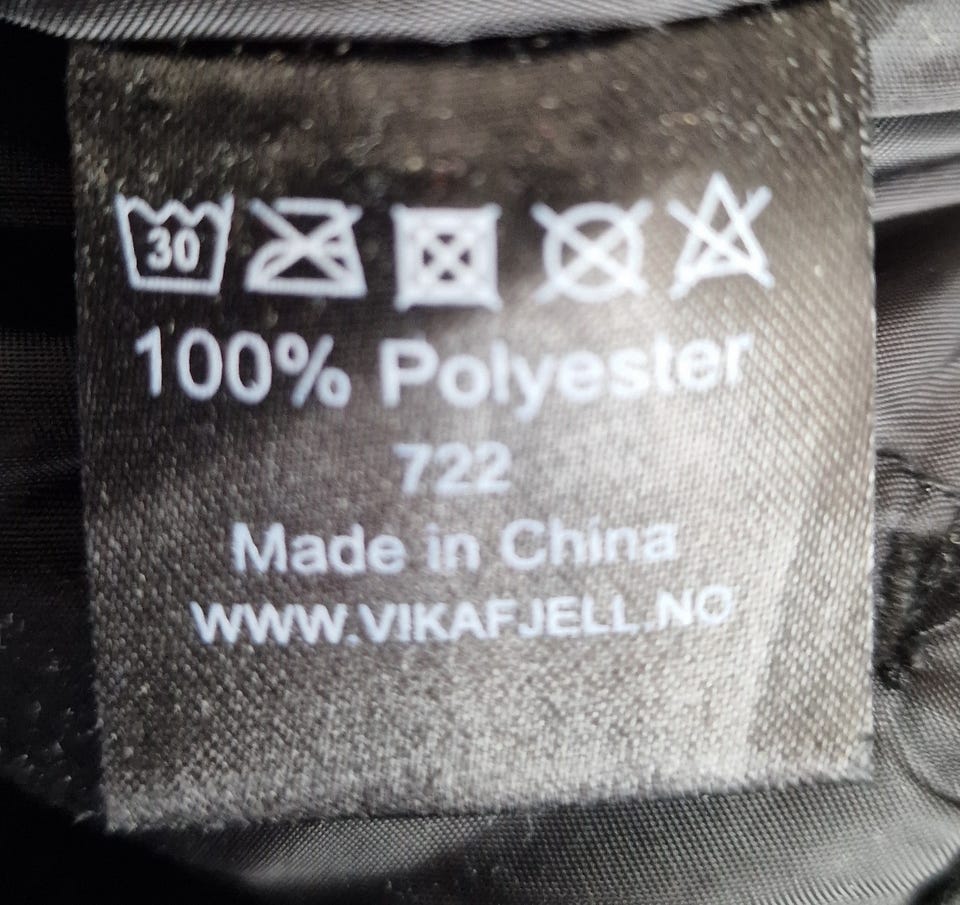 30
100% Polyester
722
Made in China
WWW.VIKAFJELL.NO